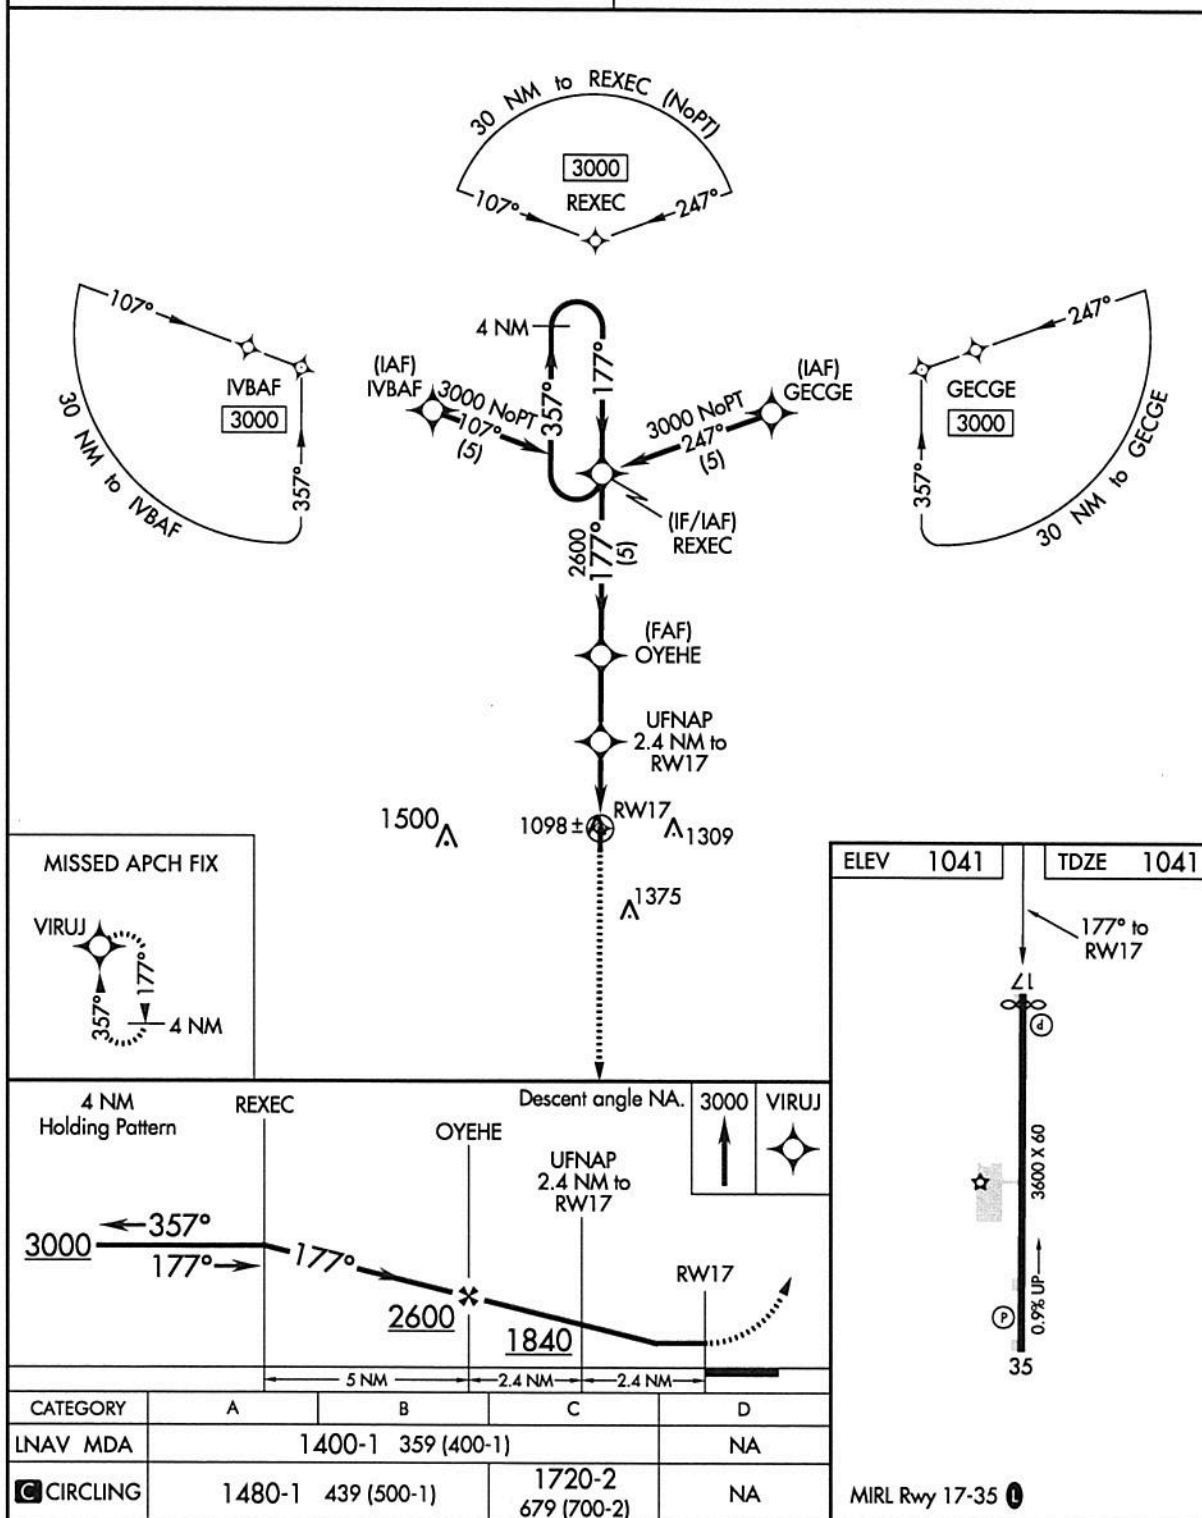 30 NM to REXEC (NoPT)
3000
REXEC
107°
247°
107°
IVBAF
3000
357°
30 NM to IVBAF
4 NM
357°
177°
(IAF)
IVBAF
3000 NoPT
107°
(5)
(IAF)
GECGE
3000 NoPT
247°
(5)
247°
GECGE
3000
357°
30 NM to GECGE
(IF/IAF)
REXEC
2600
177°
(5)
(FAF)
OYEHE
UFNAP
2.4 NM to
RW17
RW17
1500
1098±
1309
1375
MISSED APCH FIX
VIRUJ
357°
177°
4 NM
ELEV 1041
TDZE 1041
177° to
RW17
17
P
3600 X 60
0.9% UP
P
35
MIRL Rwy 17-35 L
4 NM
Holding Pattern
REXEC
OYEHE
Descent angle NA.
3000
VIRUJ
UFNAP
2.4 NM to
RW17
3000
357°
177°
177°
2600
1840
RW17
5 NM
2.4 NM
2.4 NM
CATEGORY A B C D
LNAV MDA 1400-1 359 (400-1) NA
C CIRCLING 1480-1 439 (500-1) 1720-2 679 (700-2) NA